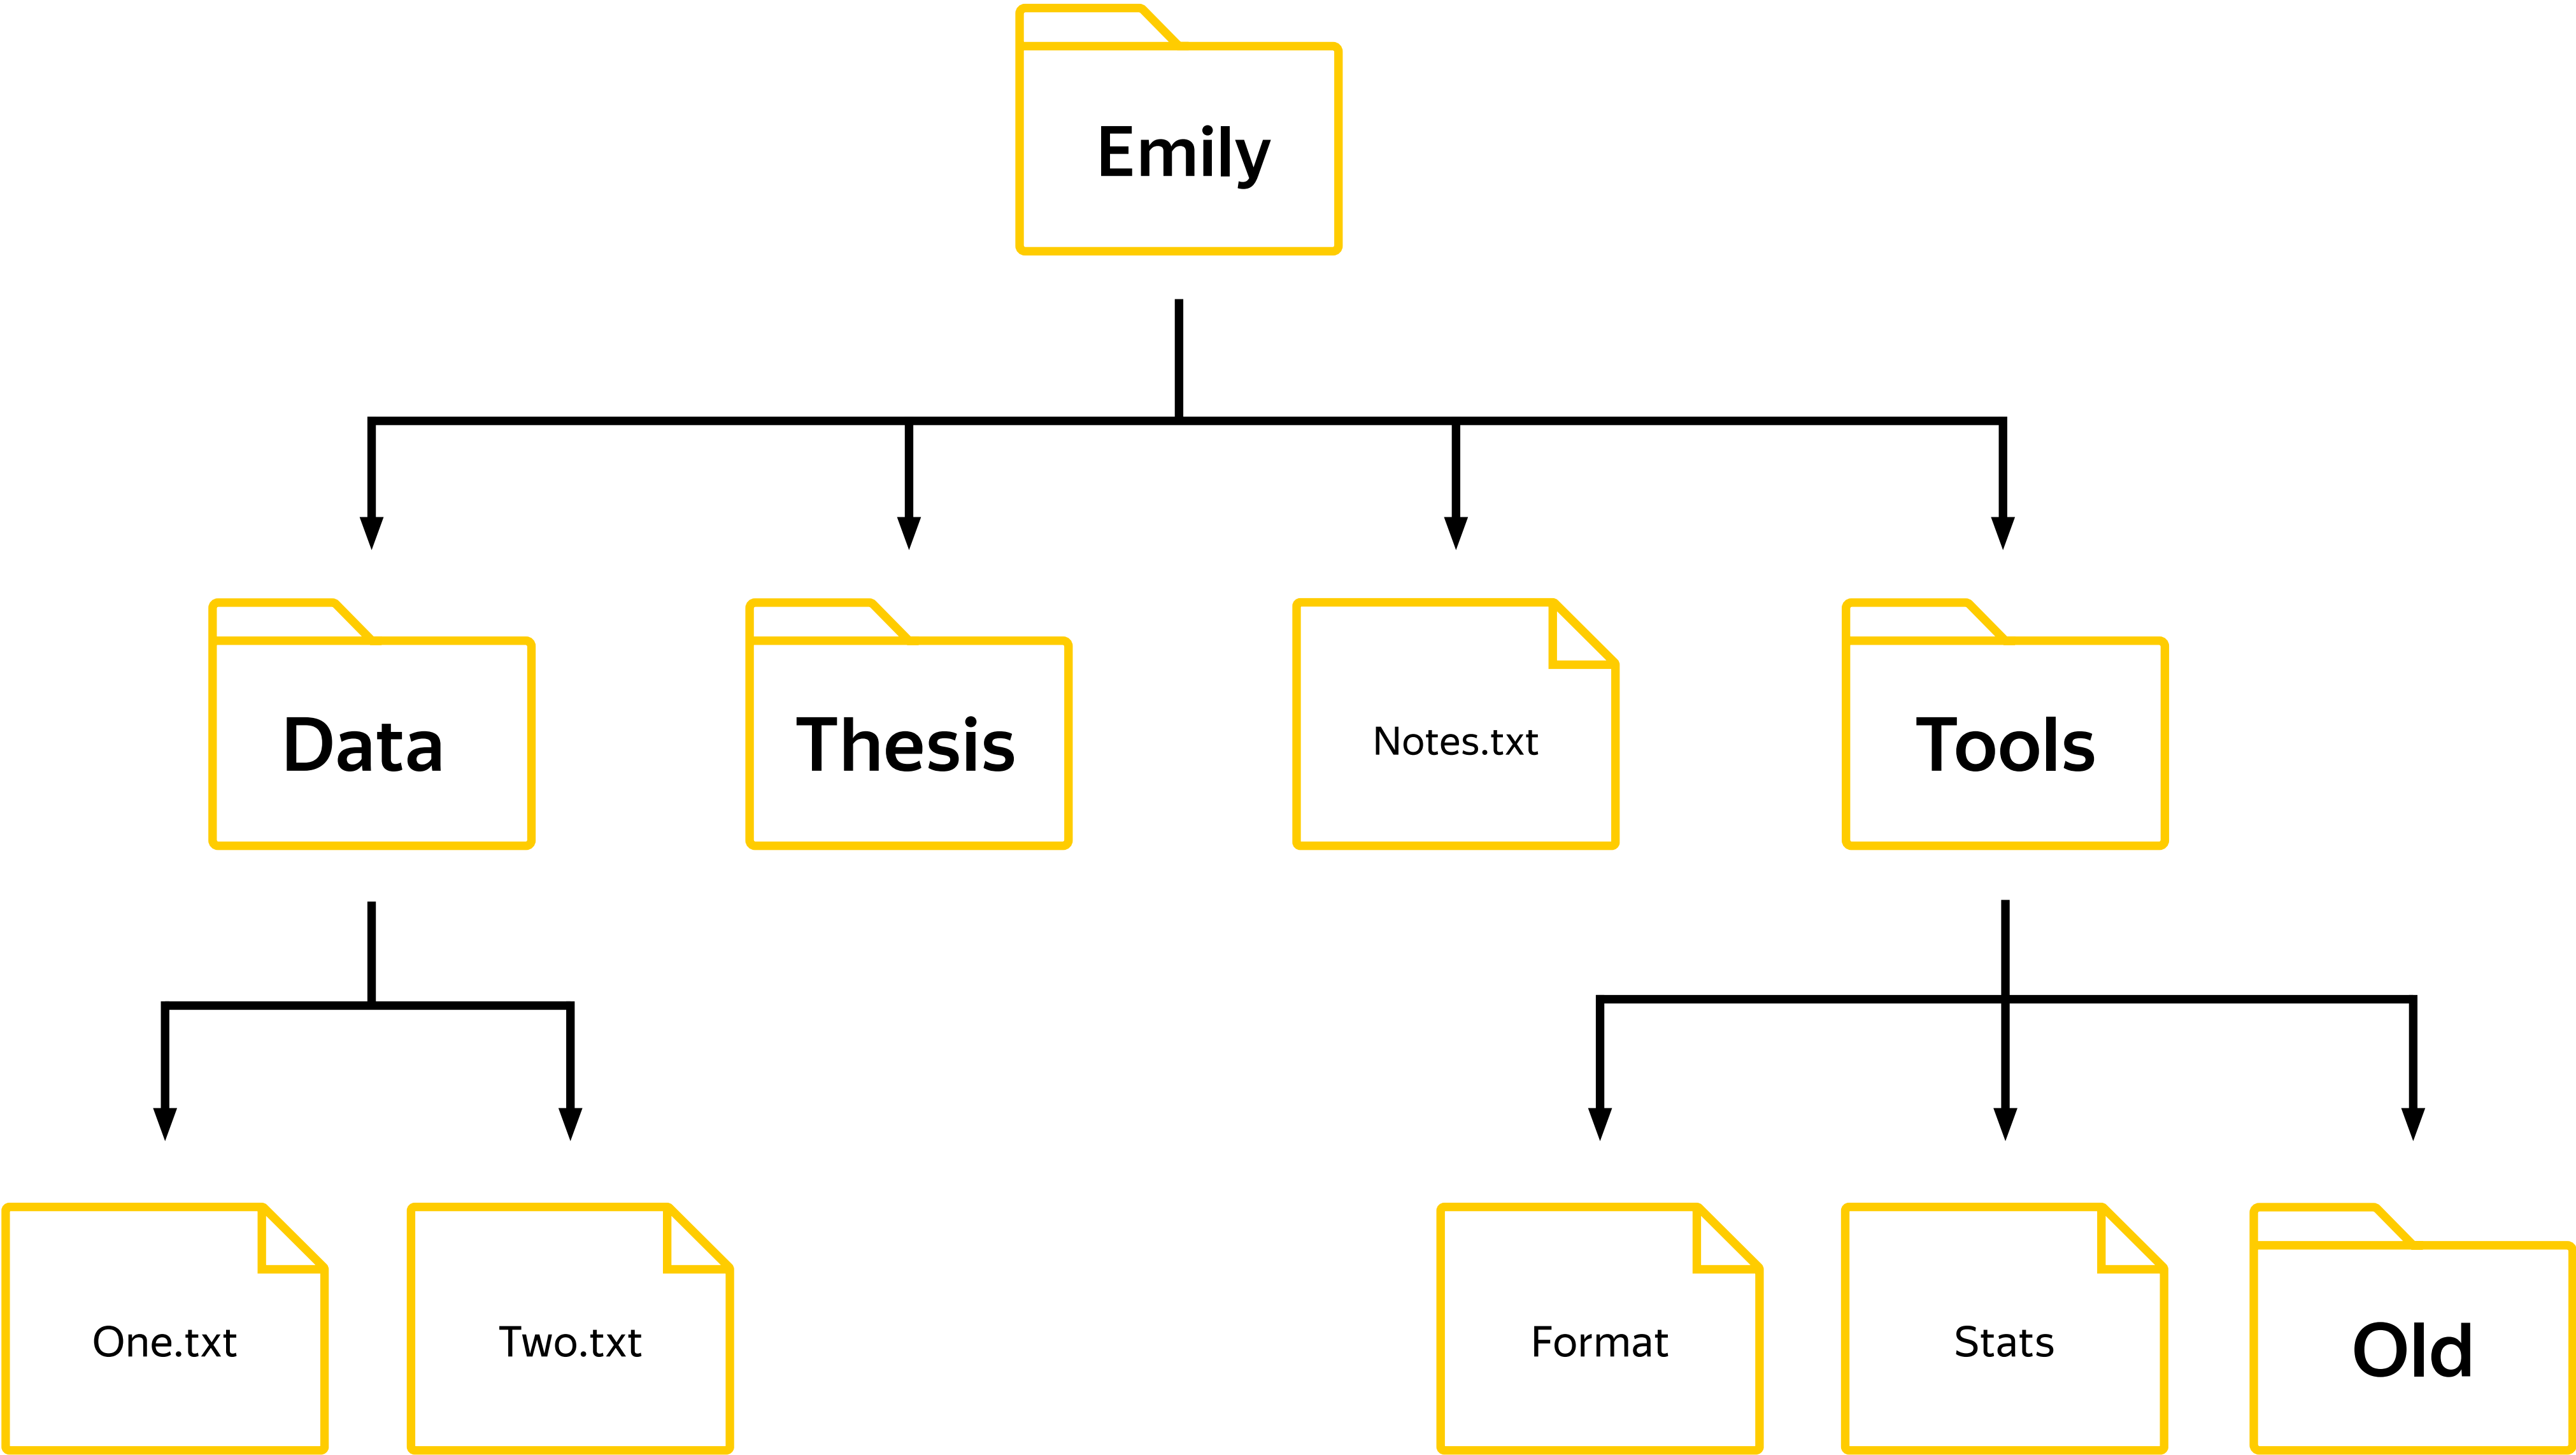 Emily
Data
Thesis
Notes.txt
Tools
One.txt
Two.txt
Format
Stats
Old